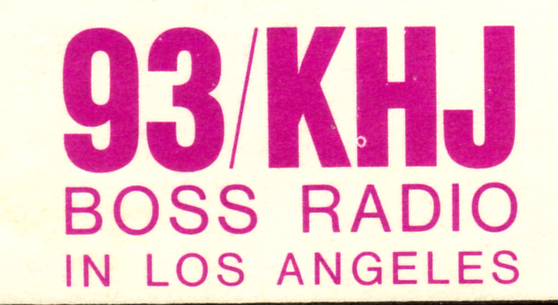 93/KHJ
BOSS RADIO
IN LOS ANGELES